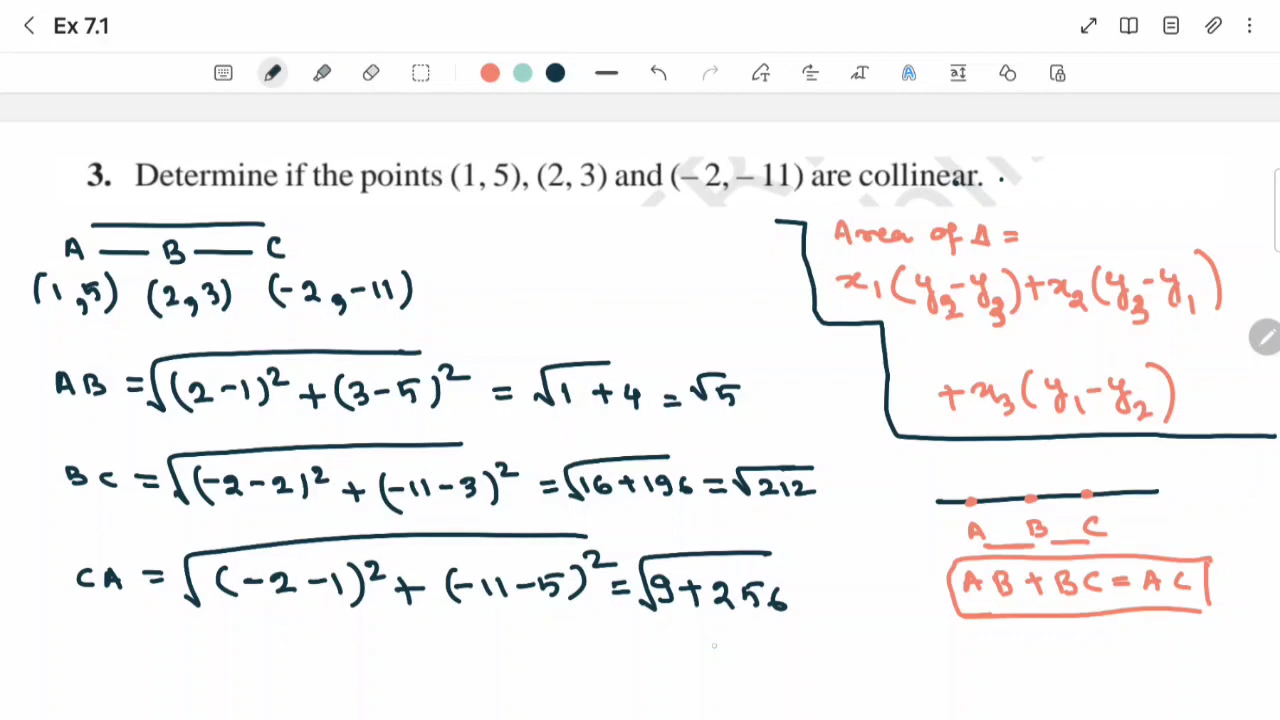 Ex 7.1
3. Determine if the points (1, 5), (2, 3) and (– 2, – 11) are collinear.
A — B — C
(1, 5) (2, 3) (-2, -11)
AB = √(2-1)² + (3-5)² = √1+4 = √5
BC = √(-2-2)² + (-11-3)² = √16+196 = √212
CA = √(-2-1)² + (-11-5)² = √9+256
Area of Δ =
x₁(y₂-y₃)+x₂(y₃-y₁)
+x₃(y₁-y₂)
A B C
AB + BC = AC